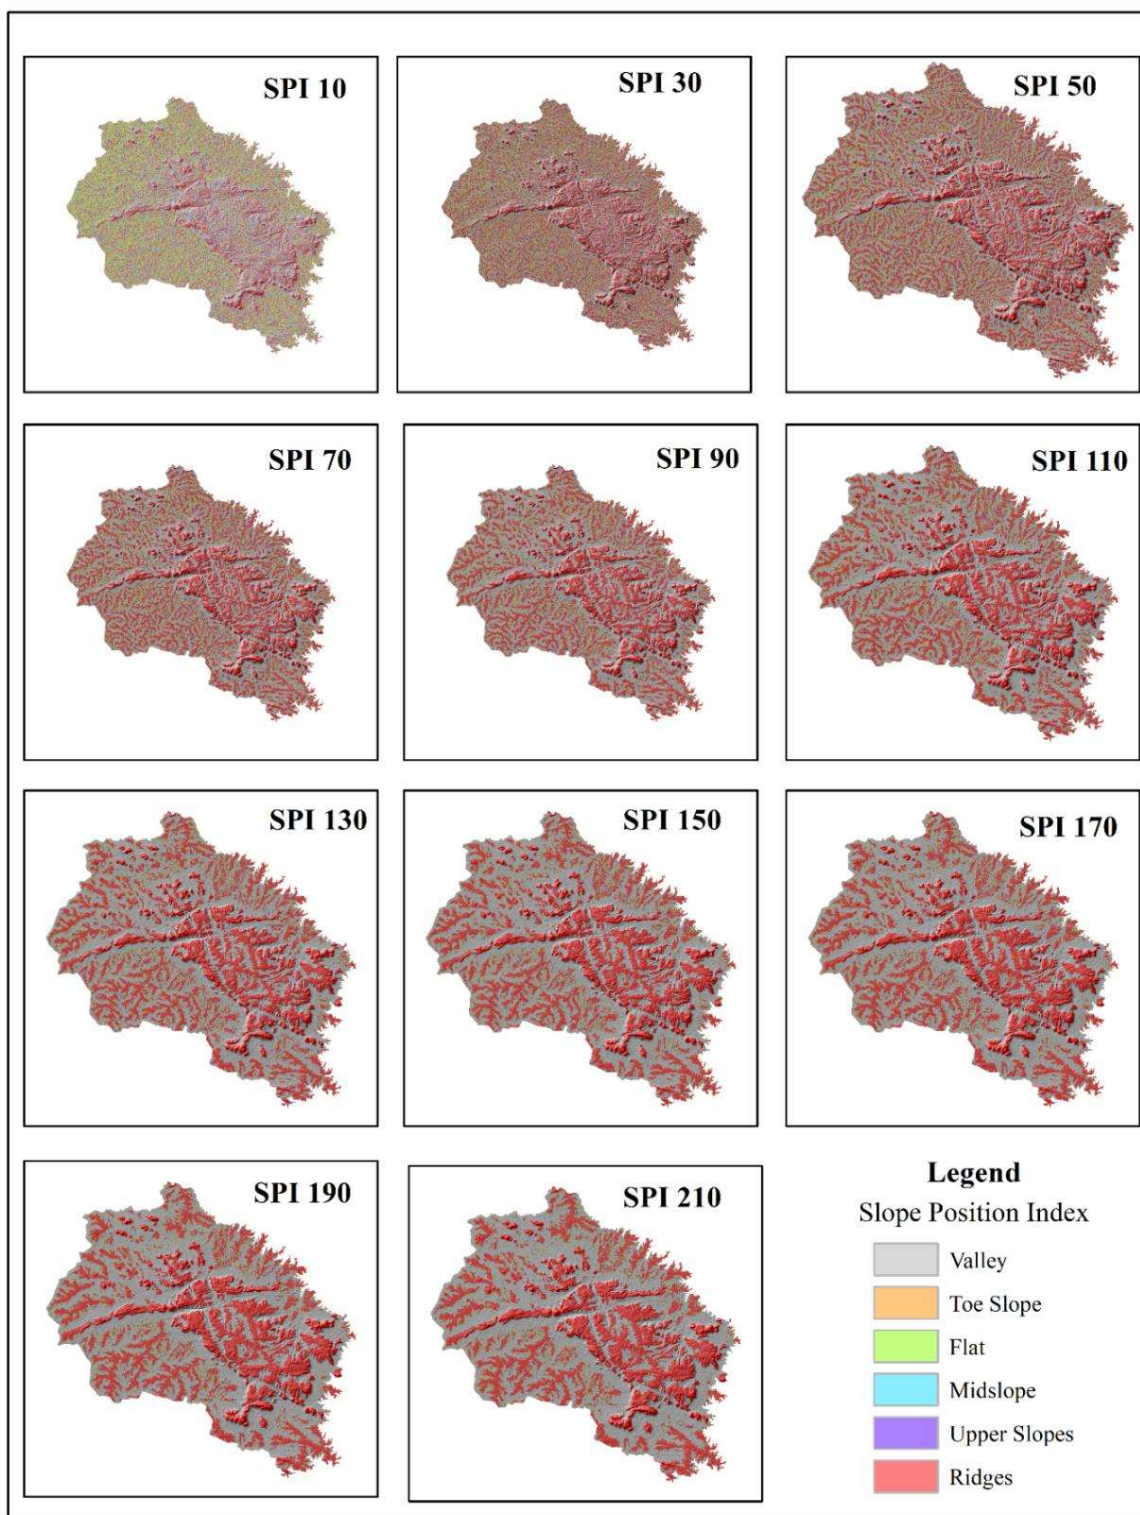 SPI 10
SPI 30
SPI 50
SPI 70
SPI 90
SPI 110
SPI 130
SPI 150
SPI 170
SPI 190
SPI 210
Legend
Slope Position Index
Valley
Toe Slope
Flat
Midslope
Upper Slopes
Ridges